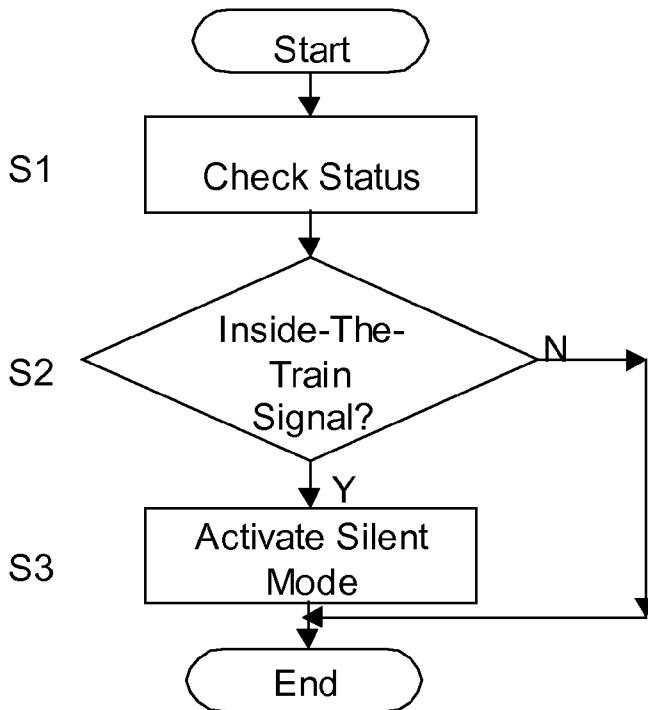 Start
S1
Check Status
S2
Inside-The-
Train
Signal?
N
Y
S3
Activate Silent
Mode
End